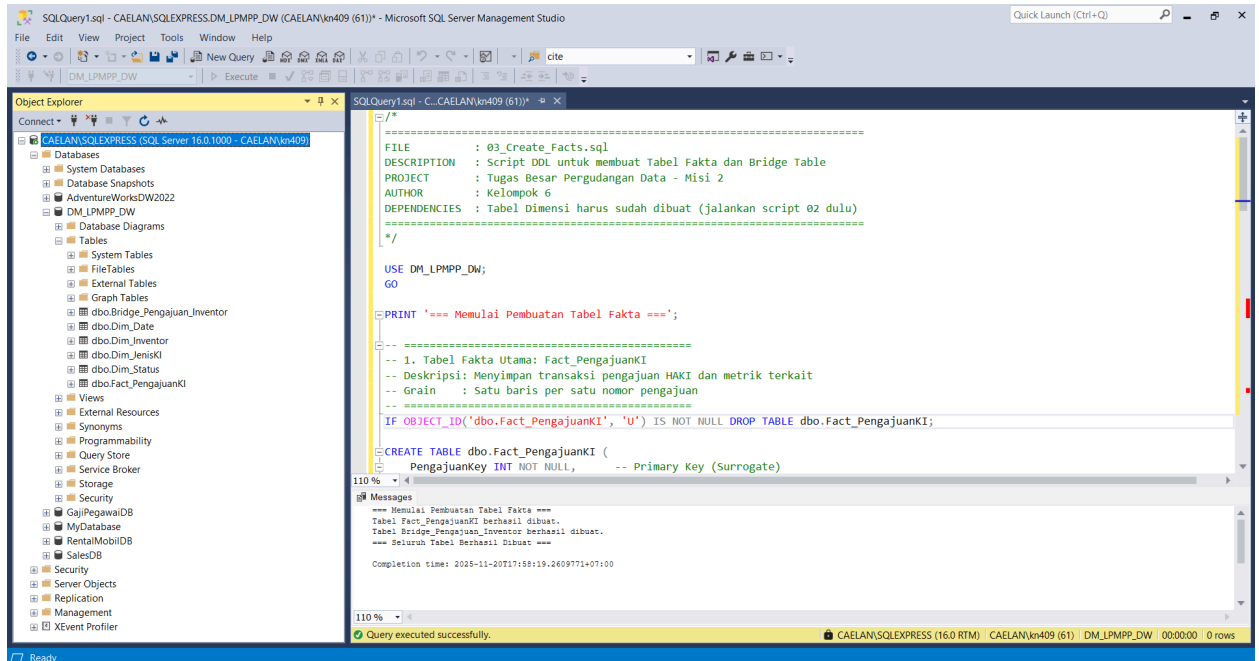 SQLQuery1.sql - CAELAN\SQLEXPRESS.DM_LPMPP_DW (CAELAN\kn409 (61))* - Microsoft SQL Server Management Studio
Quick Launch (Ctrl+Q)
File Edit View Project Tools Window Help
New Query
cite
DM_LPMPP_DW
Execute
Object Explorer
Connect
CAELAN\SQLEXPRESS (SQL Server 16.0.1000 - CAELAN\kn409)
Databases
System Databases
Database Snapshots
AdventureWorksDW2022
DM_LPMPP_DW
Database Diagrams
Tables
System Tables
FileTables
External Tables
Graph Tables
dbo.Bridge_Pengajuan_Inventor
dbo.Dim_Date
dbo.Dim_Inventor
dbo.Dim_JenisKI
dbo.Dim_Status
dbo.Fact_PengajuanKI
Views
External Resources
Synonyms
Programmability
Query Store
Service Broker
Storage
Security
GajiPegawaiDB
MyDatabase
RentalMobilDB
SalesDB
Security
Server Objects
Replication
Management
XEvent Profiler
SQLQuery1.sql - C...CAELAN\kn409 (61))*
/*
===========================================================================
FILE : 03_Create_Facts.sql
DESCRIPTION : Script DDL untuk membuat Tabel Fakta dan Bridge Table
PROJECT : Tugas Besar Pergudangan Data - Misi 2
AUTHOR : Kelompok 6
DEPENDENCIES : Tabel Dimensi harus sudah dibuat (jalankan script 02 dulu)
===========================================================================
*/
USE DM_LPMPP_DW;
GO
PRINT '=== Memulai Pembuatan Tabel Fakta ===';
-- =============================================
-- 1. Tabel Fakta Utama: Fact_PengajuanKI
-- Deskripsi: Menyimpan transaksi pengajuan HAKI dan metrik terkait
-- Grain : Satu baris per satu nomor pengajuan
-- =============================================
IF OBJECT_ID('dbo.Fact_PengajuanKI', 'U') IS NOT NULL DROP TABLE dbo.Fact_PengajuanKI;
CREATE TABLE dbo.Fact_PengajuanKI (
PengajuanKey INT NOT NULL, -- Primary Key (Surrogate)
110 %
Messages
=== Memulai Pembuatan Tabel Fakta ===
Tabel Fact_PengajuanKI berhasil dibuat.
Tabel Bridge_Pengajuan_Inventor berhasil dibuat.
=== Seluruh Tabel Berhasil Dibuat ===
Completion time: 2025-11-20T17:58:19.2609771+07:00
110 %
Query executed successfully.
CAELAN\SQLEXPRESS (16.0 RTM) CAELAN\kn409 (61) DM_LPMPP_DW 00:00:00 0 rows
Ready